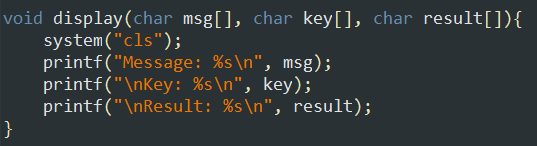 void display(char msg[], char key[], char result[]){
    system("cls");
    printf("Message: %s\n", msg);
    printf("\nKey: %s\n", key);
    printf("\nResult: %s\n", result);
}